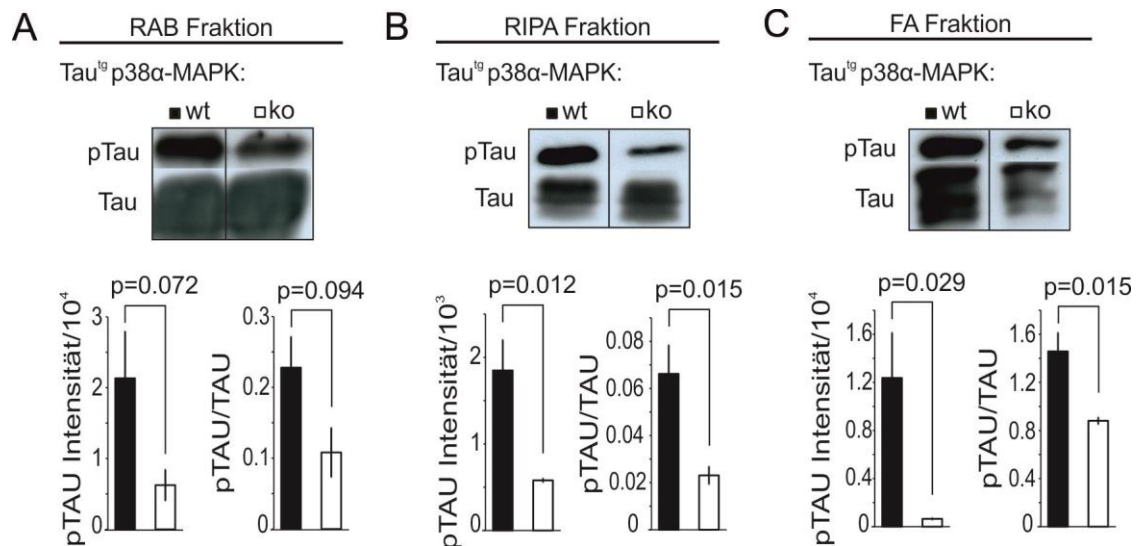 A
RAB Fraktion
Tau^tg p38α-MAPK:
■ wt □ ko
pTau
Tau
p=0.072
pTAU Intensität/10^4
3
2
1
0
p=0.094
pTAU/TAU
0.3
0.2
0.1
0
B
RIPA Fraktion
Tau^tg p38α-MAPK:
■ wt □ ko
pTau
Tau
p=0.012
pTAU Intensität/10^3
2
1
0
p=0.015
pTAU/TAU
0.08
0.06
0.04
0.02
0
C
FA Fraktion
Tau^tg p38α-MAPK:
■ wt □ ko
pTau
Tau
p=0.029
pTAU Intensität/10^4
1.6
1.2
0.8
0.4
0
p=0.015
pTAU/TAU
1.6
1.2
0.8
0.4
0